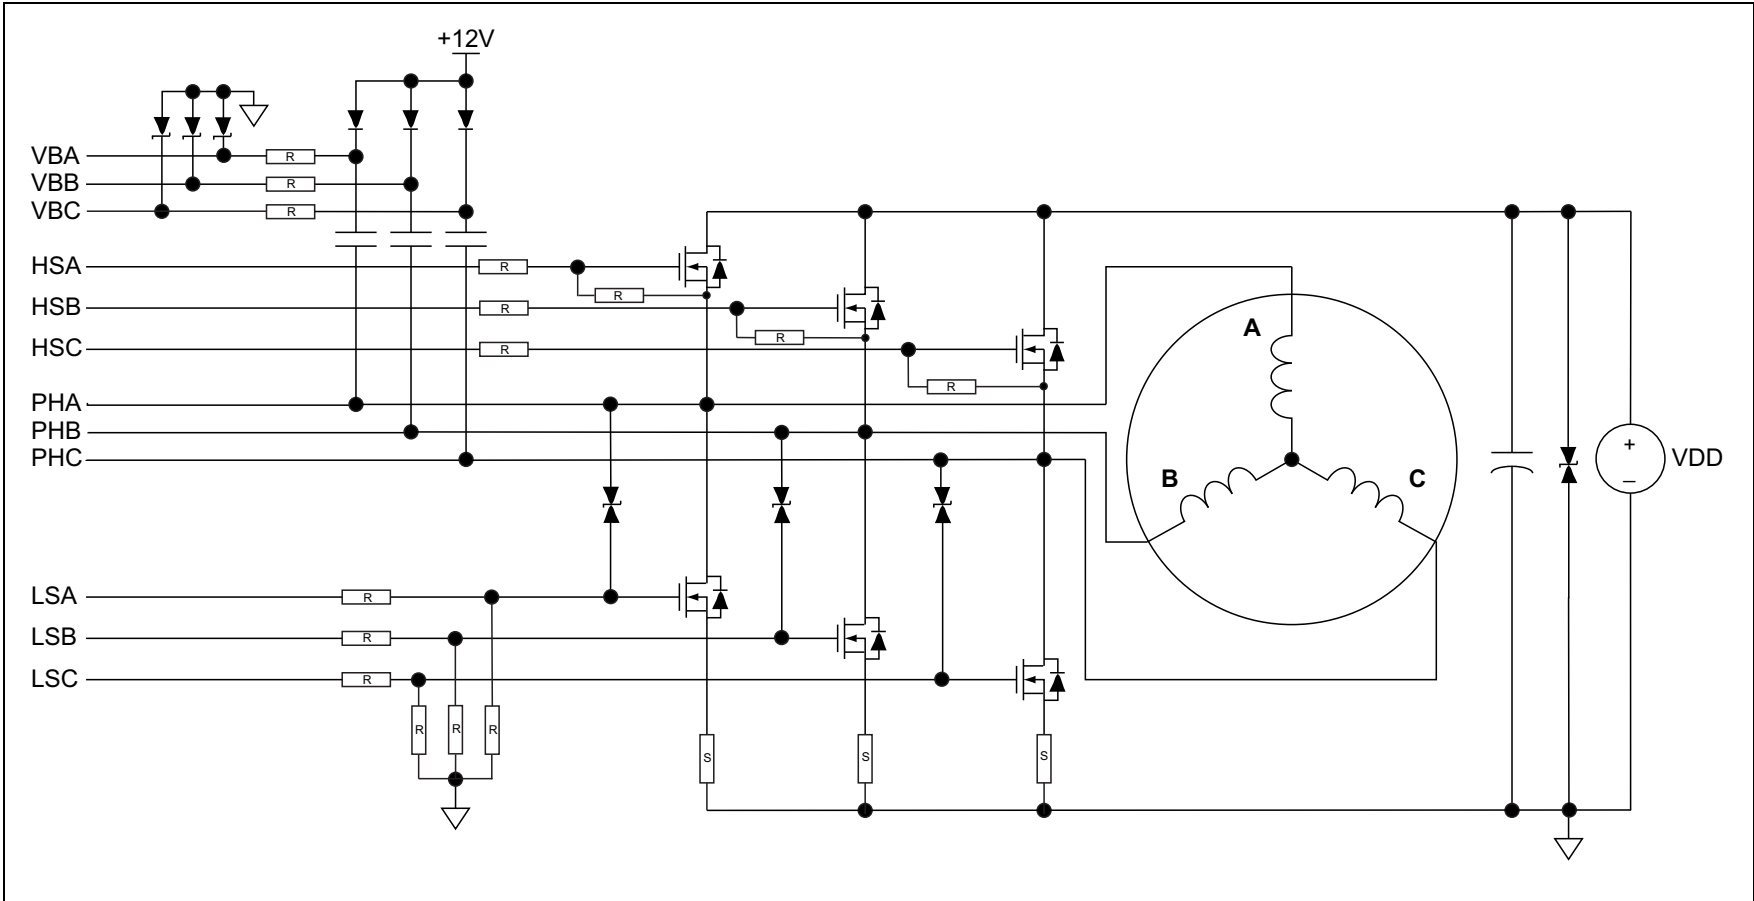 +12V
VBA R
VBB R
VBC R
HSA R
R
HSB R
R
HSC R
R
A
PHA
PHB
PHC
+
VDD
–
B
C
LSA R
LSB R
LSC R
R R R
S S S